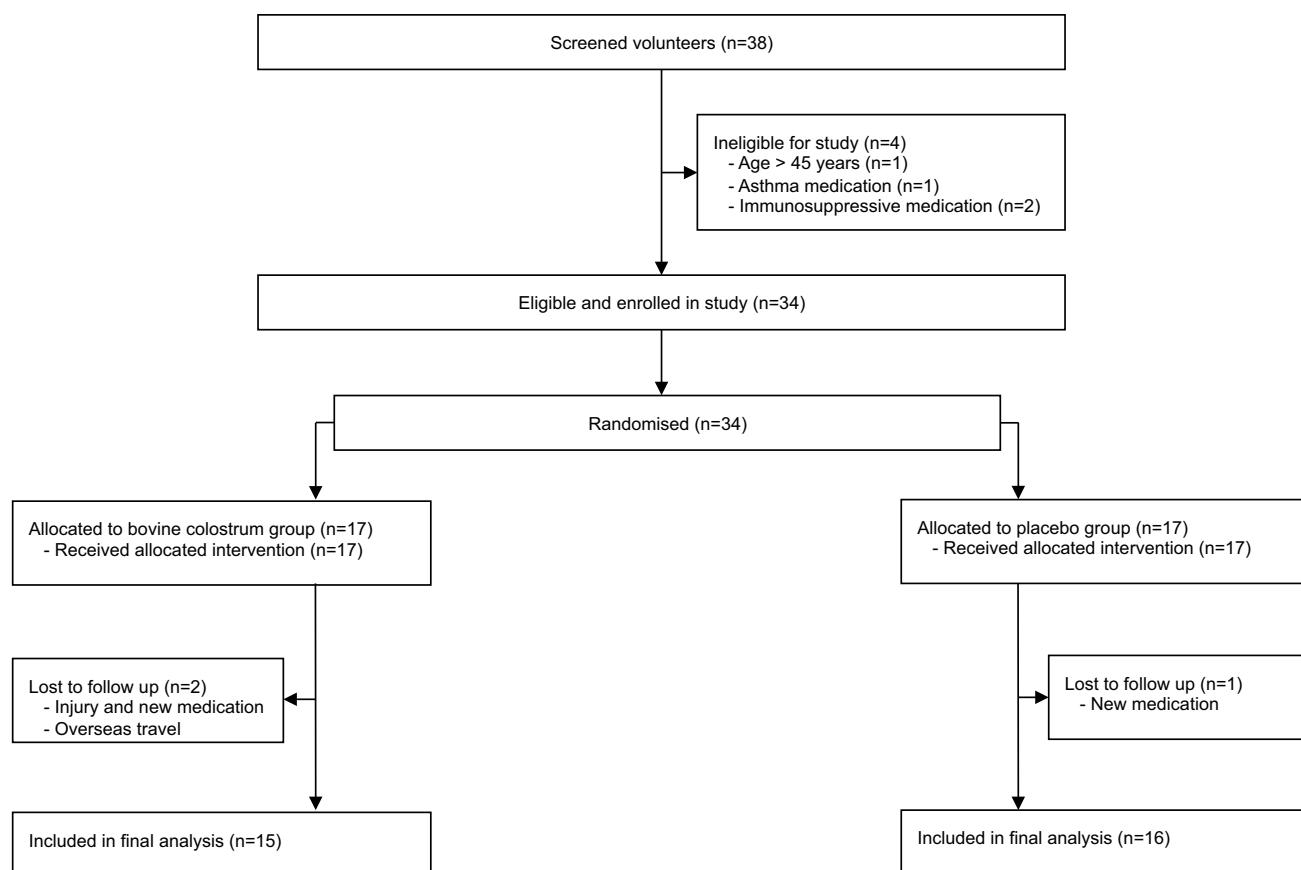 Screened volunteers (n=38)
Ineligible for study (n=4)
- Age > 45 years (n=1)
- Asthma medication (n=1)
- Immunosuppressive medication (n=2)
Eligible and enrolled in study (n=34)
Randomised (n=34)
Allocated to bovine colostrum group (n=17)
- Received allocated intervention (n=17)
Allocated to placebo group (n=17)
- Received allocated intervention (n=17)
Lost to follow up (n=2)
- Injury and new medication
- Overseas travel
Lost to follow up (n=1)
- New medication
Included in final analysis (n=15)
Included in final analysis (n=16)